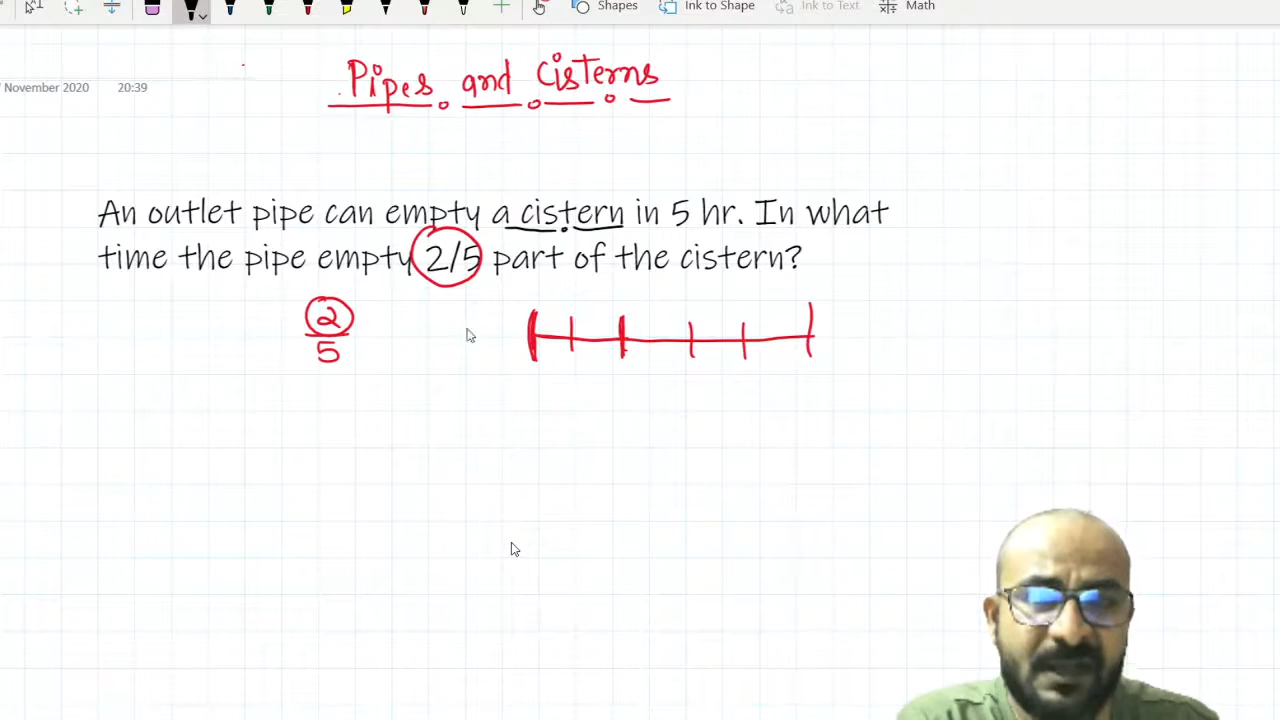 Shapes Ink to Shape Ink to Text Math
November 2020 20:39
Pipes and Cisterns
An outlet pipe can empty a cistern in 5 hr. In what
time the pipe empty 2/5 part of the cistern?
2
5